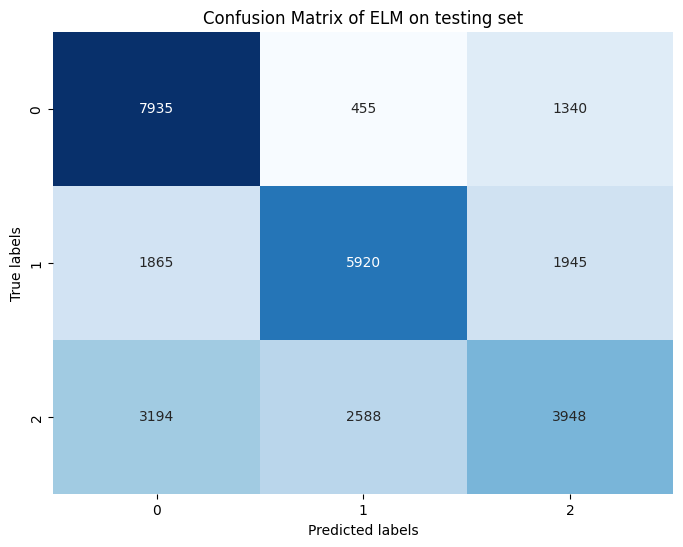 Confusion Matrix of ELM on testing set
True labels
0
7935 455 1340
1
1865 5920 1945
2
3194 2588 3948
0 1 2
Predicted labels